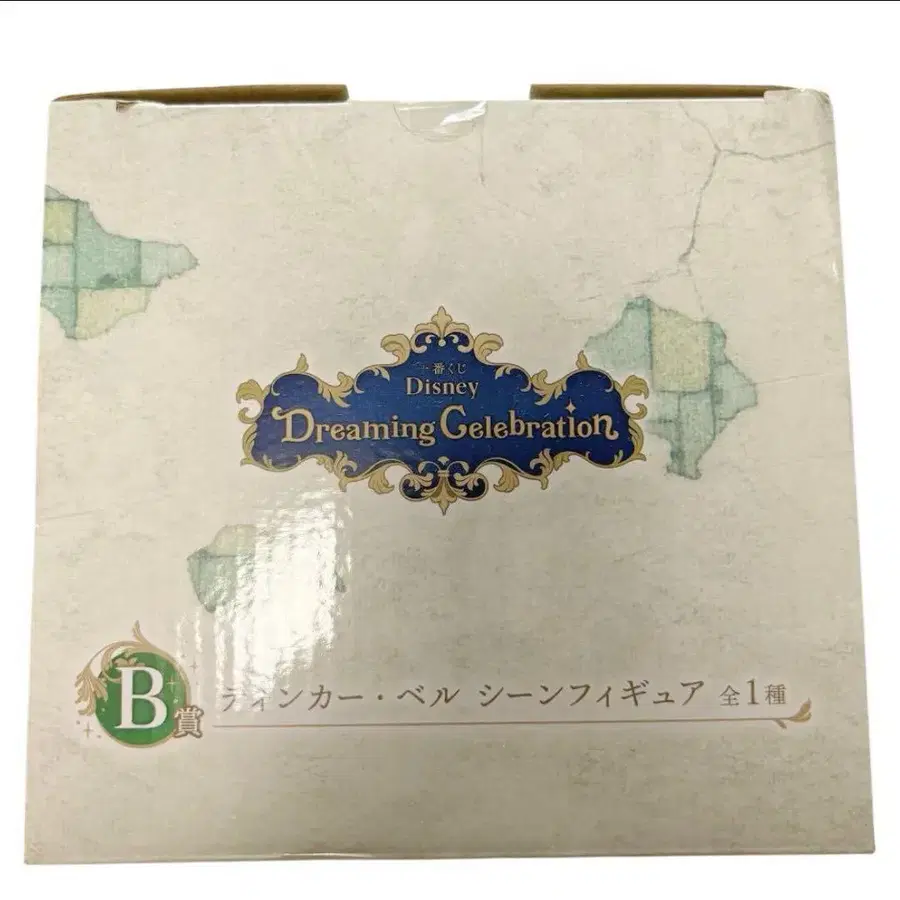 一番くじ
Disney
Dreaming Celebration
B賞 ティンカー・ベル シーンフィギュア 全1種